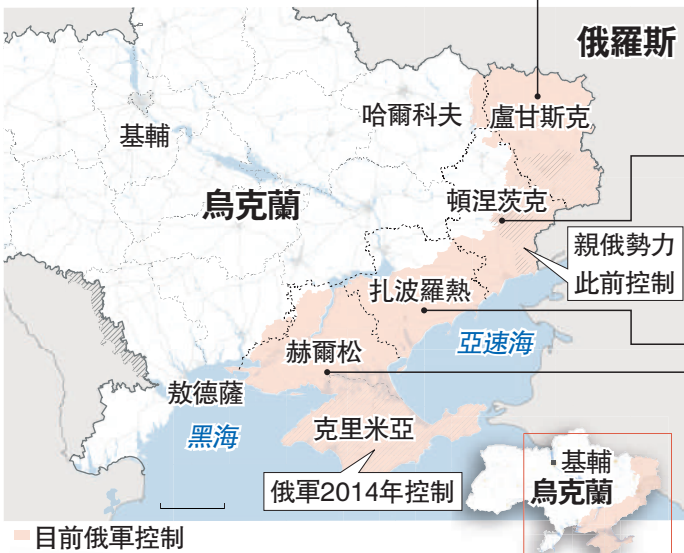 俄羅斯
哈爾科夫
盧甘斯克
基輔
烏克蘭
頓涅茨克
親俄勢力
此前控制
扎波羅熱
亞速海
赫爾松
敖德薩
黑海
克里米亞
俄軍2014年控制
基輔
烏克蘭
目前俄軍控制